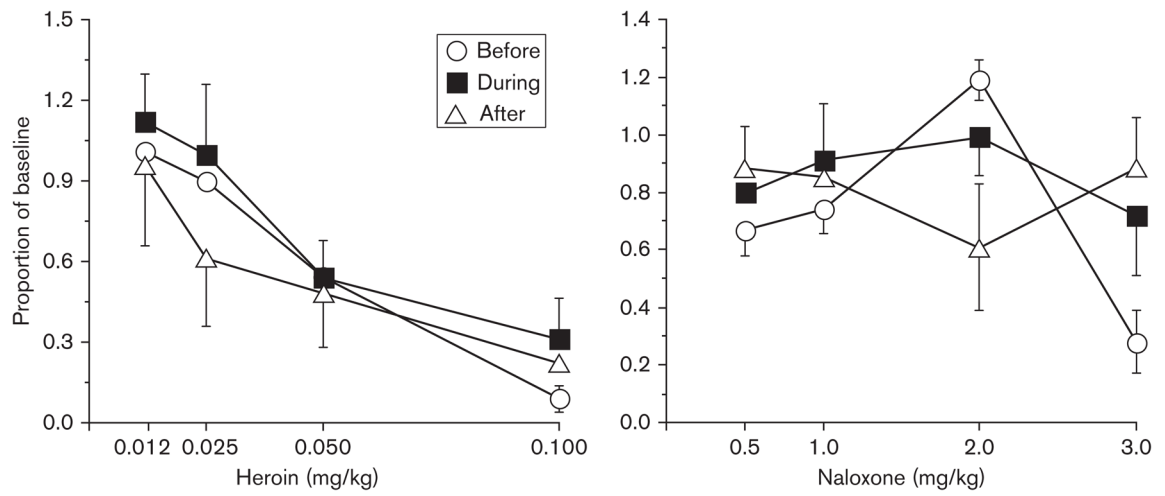 Proportion of baseline
1.5
1.2
0.9
0.6
0.3
0.0
Before
During
After
0.012 0.025 0.050 0.100
Heroin (mg/kg)
1.4
1.2
1.0
0.8
0.6
0.4
0.2
0.0
0.5 1.0 2.0 3.0
Naloxone (mg/kg)